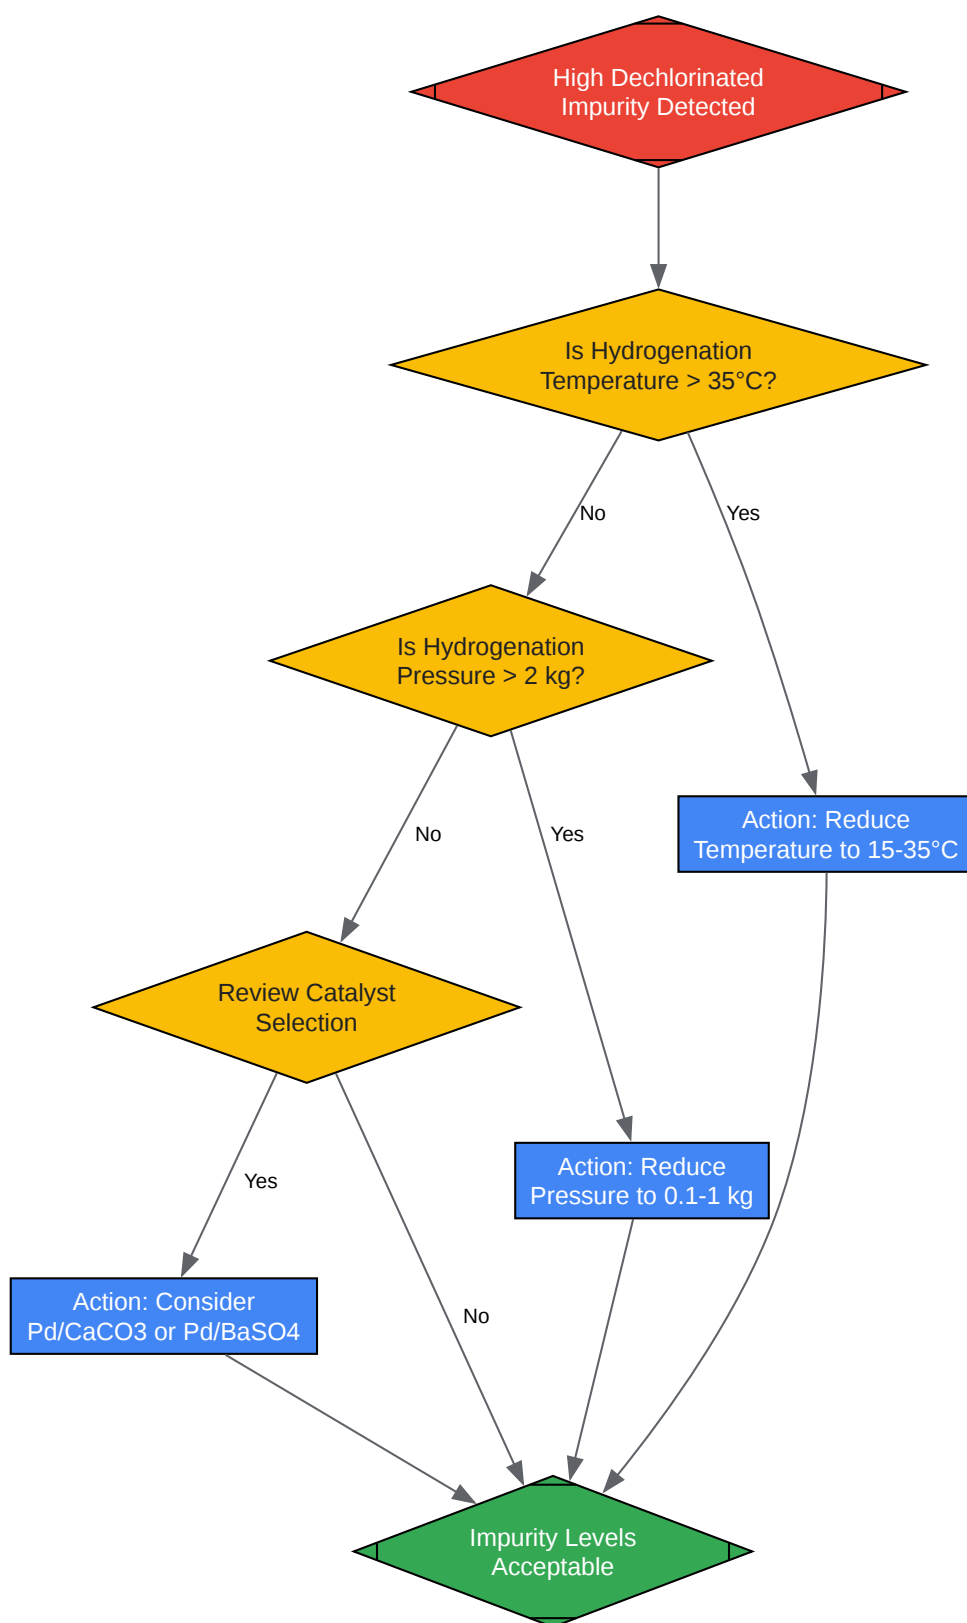 High Dechlorinated
Impurity Detected
Is Hydrogenation
Temperature > 35°C?
No
Yes
Is Hydrogenation
Pressure > 2 kg?
Action: Reduce
Temperature to 15-35°C
No
Yes
Review Catalyst
Selection
Action: Reduce
Pressure to 0.1-1 kg
Yes
Action: Consider
Pd/CaCO3 or Pd/BaSO4
No
Impurity Levels
Acceptable